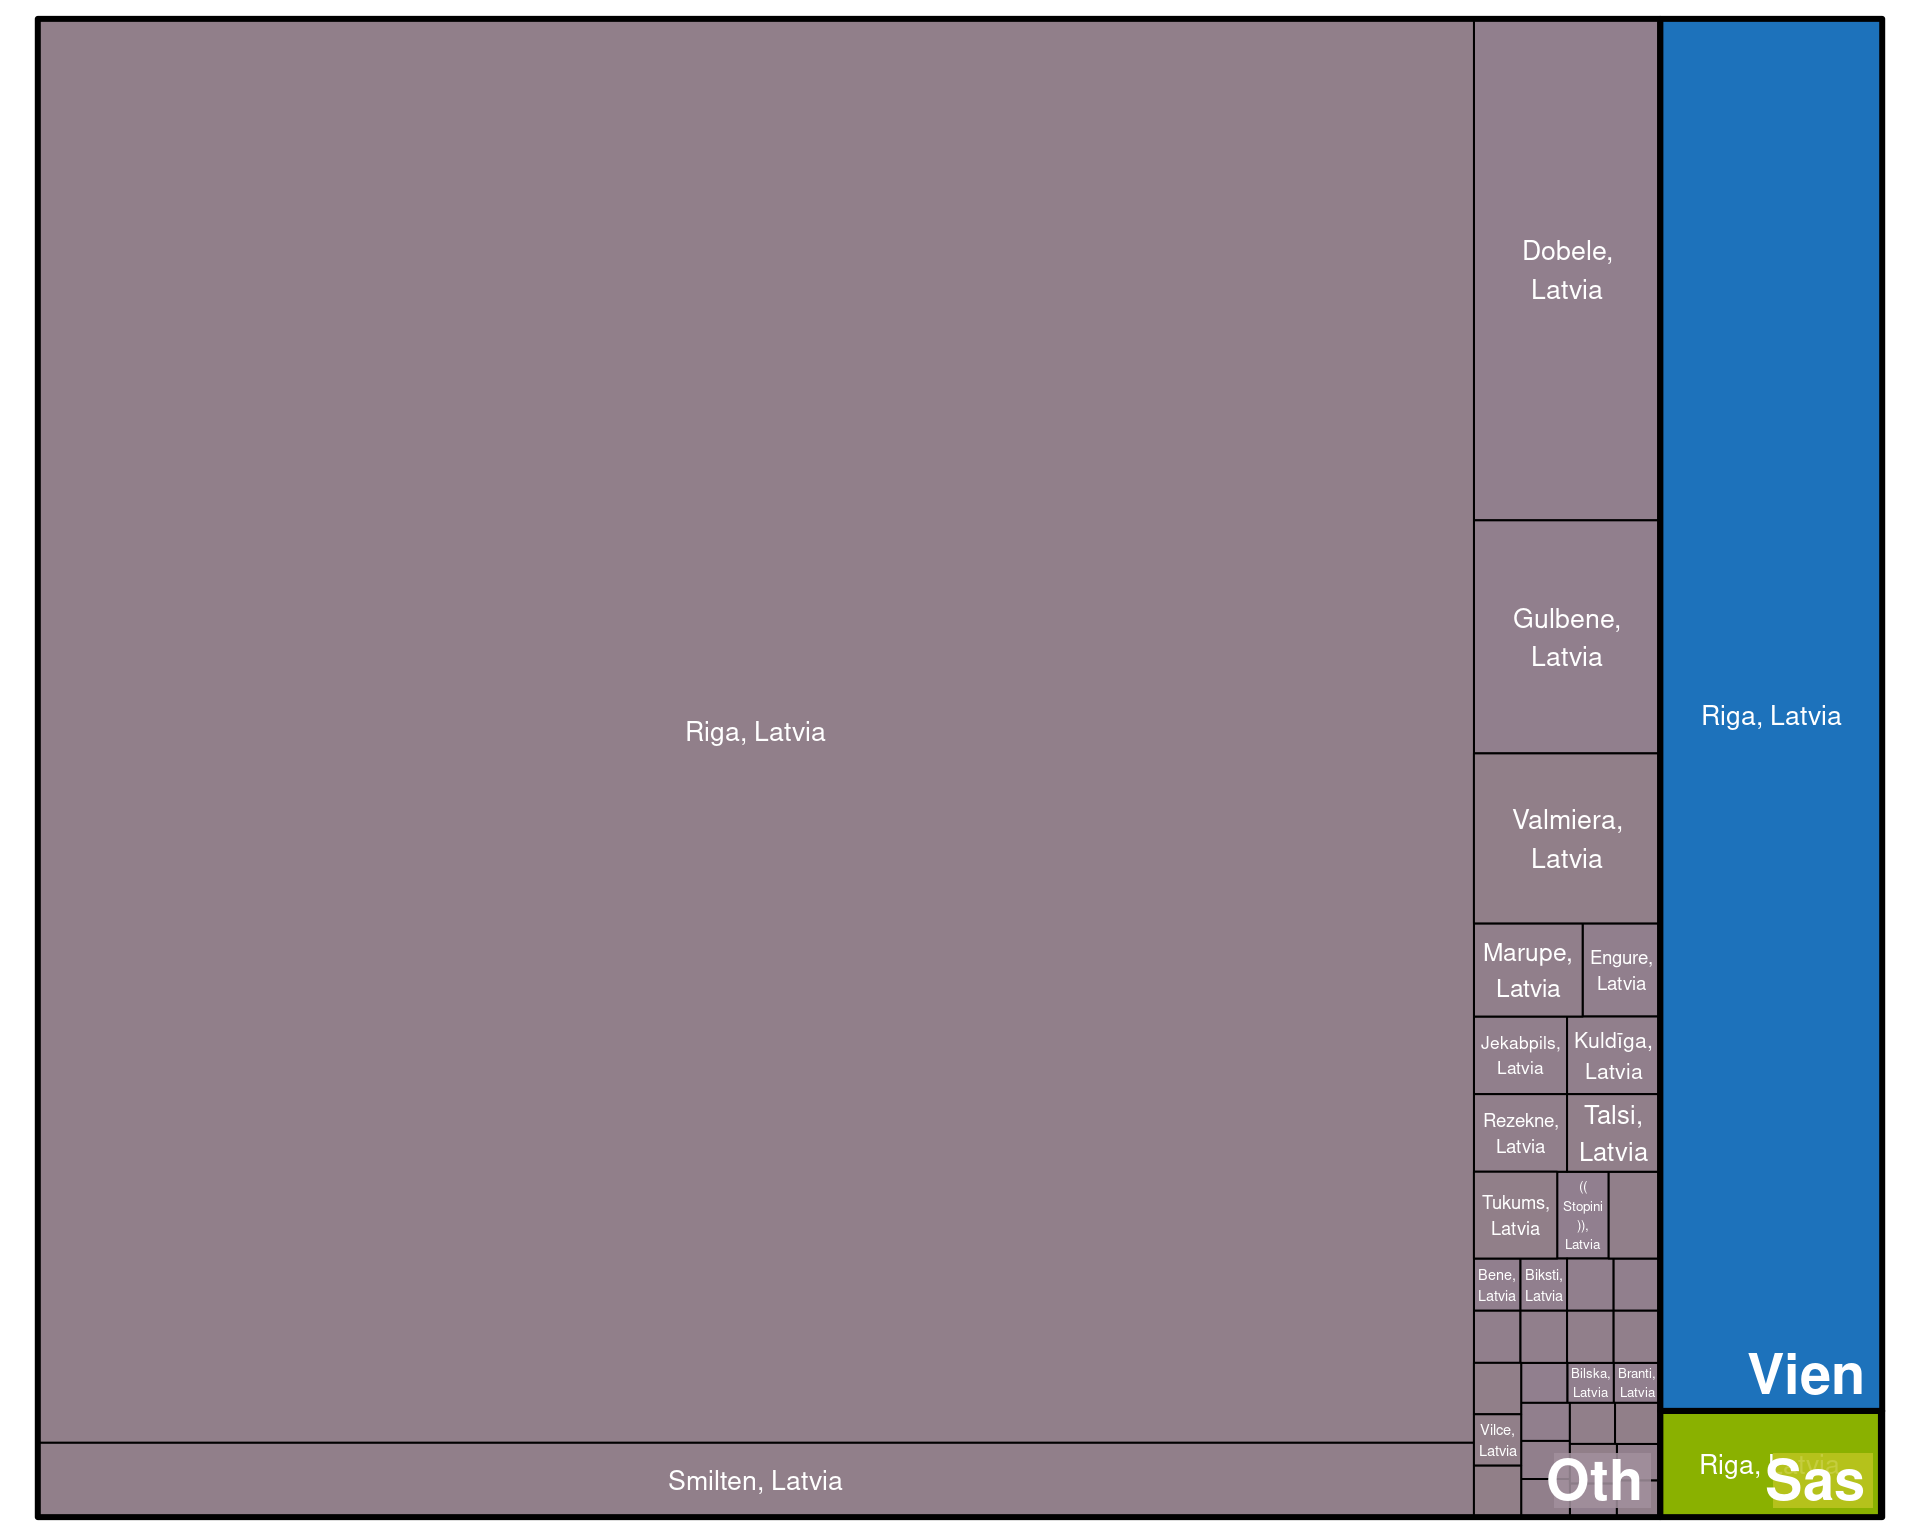 Riga, Latvia
Smilten, Latvia
Dobele,
Latvia
Gulbene,
Latvia
Valmiera,
Latvia
Marupe,
Latvia
Engure,
Latvia
Jekabpils,
Latvia
Kuldīga,
Latvia
Rezekne,
Latvia
Talsi,
Latvia
Tukums,
Latvia
((
Stopini
)),
Latvia
Bene,
Latvia
Biksti,
Latvia
Bilska,
Latvia
Branti,
Latvia
Vilce,
Latvia
Oth
Riga, Latvia
Vien
Riga, Latvia
Sas